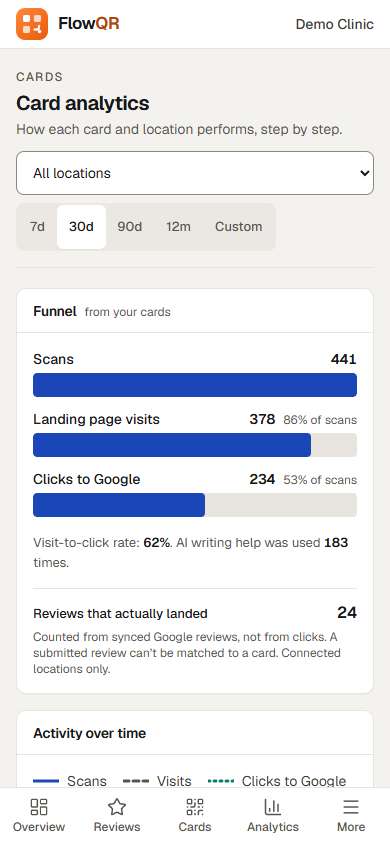 FlowQR
Demo Clinic
CARDS
Card analytics
How each card and location performs, step by step.
All locations
7d 30d 90d 12m Custom
Funnel from your cards
Scans 441
Landing page visits 378 86% of scans
Clicks to Google 234 53% of scans
Visit-to-click rate: 62%. AI writing help was used 183
times.
Reviews that actually landed 24
Counted from synced Google reviews, not from clicks. A
submitted review can't be matched to a card. Connected
locations only.
Activity over time
Scans Visits Clicks to Google
Overview Reviews Cards Analytics More